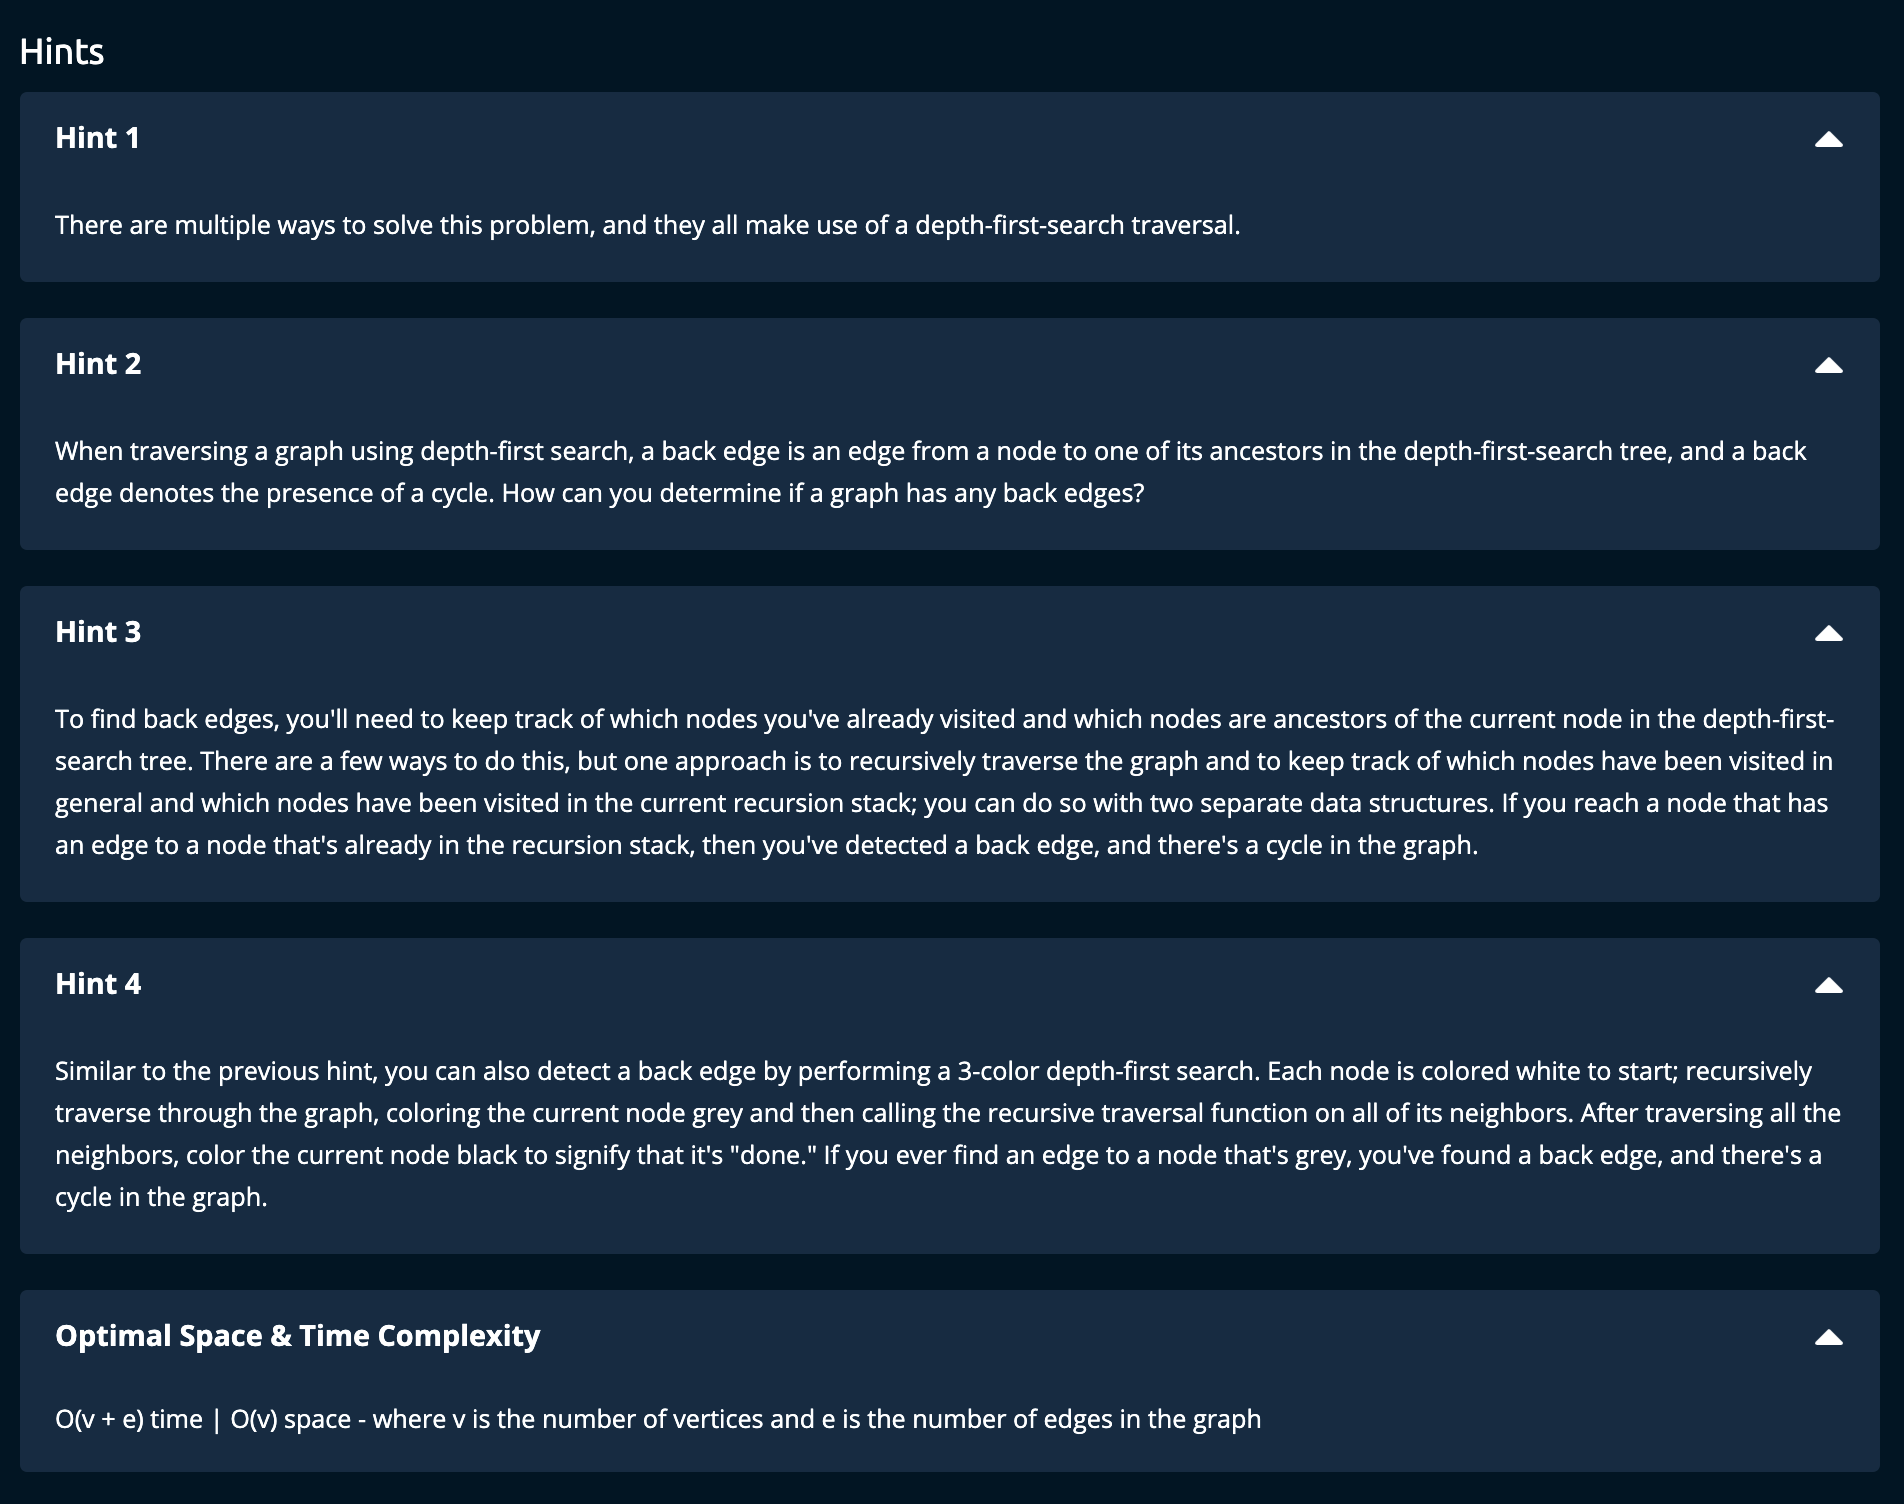 Hints
Hint 1
There are multiple ways to solve this problem, and they all make use of a depth-first-search traversal.
Hint 2
When traversing a graph using depth-first search, a back edge is an edge from a node to one of its ancestors in the depth-first-search tree, and a back
edge denotes the presence of a cycle. How can you determine if a graph has any back edges?
Hint 3
To find back edges, you'll need to keep track of which nodes you've already visited and which nodes are ancestors of the current node in the depth-first-
search tree. There are a few ways to do this, but one approach is to recursively traverse the graph and to keep track of which nodes have been visited in
general and which nodes have been visited in the current recursion stack; you can do so with two separate data structures. If you reach a node that has
an edge to a node that's already in the recursion stack, then you've detected a back edge, and there's a cycle in the graph.
Hint 4
Similar to the previous hint, you can also detect a back edge by performing a 3-color depth-first search. Each node is colored white to start; recursively
traverse through the graph, coloring the current node grey and then calling the recursive traversal function on all of its neighbors. After traversing all the
neighbors, color the current node black to signify that it's "done." If you ever find an edge to a node that's grey, you've found a back edge, and there's a
cycle in the graph.
Optimal Space & Time Complexity
O(v + e) time | O(v) space - where v is the number of vertices and e is the number of edges in the graph